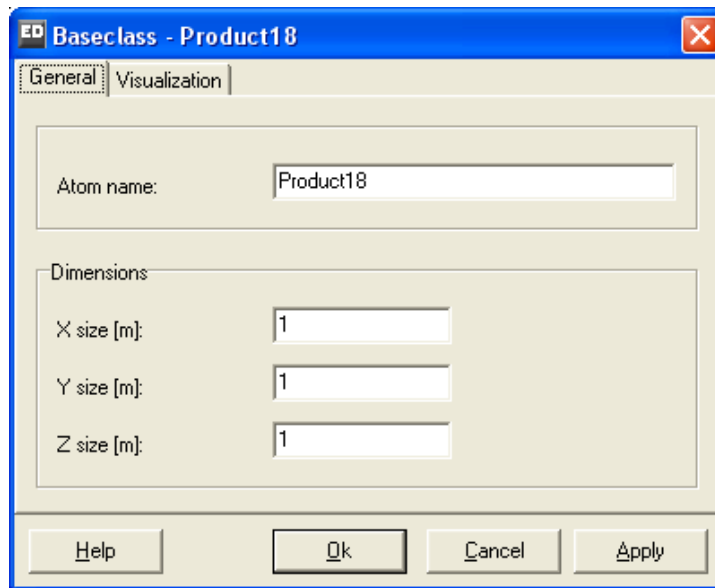 ED Baseclass - Product18
General Visualization
Atom name: Product18
Dimensions
X size [m]: 1
Y size [m]: 1
Z size [m]: 1
Help Ok Cancel Apply